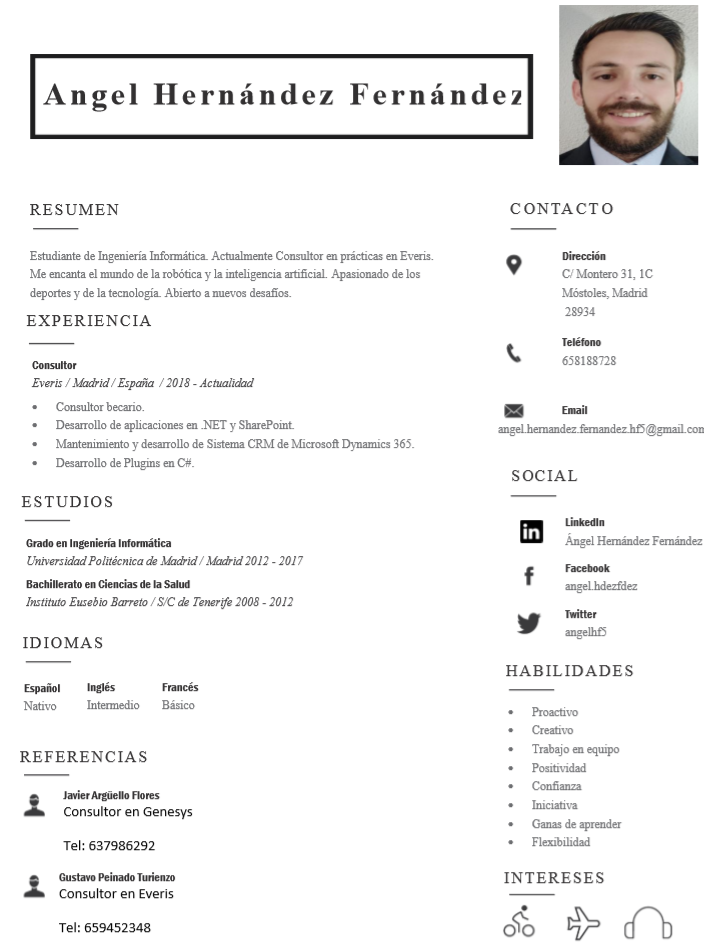 Angel Hernández Fernández
RESUMEN
Estudiante de Ingeniería Informática. Actualmente Consultor en prácticas en Everis.
Me encanta el mundo de la robótica y la inteligencia artificial. Apasionado de los
deportes y de la tecnología. Abierto a nuevos desafíos.
EXPERIENCIA
Consultor
Everis / Madrid / España / 2018 - Actualidad
• Consultor becario.
• Desarrollo de aplicaciones en .NET y SharePoint.
• Mantenimiento y desarrollo de Sistema CRM de Microsoft Dynamics 365.
• Desarrollo de Plugins en C#.
ESTUDIOS
Grado en Ingeniería Informática
Universidad Politécnica de Madrid / Madrid 2012 - 2017
Bachillerato en Ciencias de la Salud
Instituto Eusebio Barreto / S/C de Tenerife 2008 - 2012
IDIOMAS
Español Inglés Francés
Nativo Intermedio Básico
REFERENCIAS
Javier Argüello Flores
Consultor en Genesys
Tel: 637986292
Gustavo Peinado Turienzo
Consultor en Everis
Tel: 659452348
CONTACTO
Dirección
C/ Montero 31, 1C
Móstoles, Madrid
28934
Teléfono
658188728
Email
angel.hernandez.fernandez.hf5@gmail.com
SOCIAL
in
LinkedIn
Ángel Hernández Fernández
f
Facebook
angel.hdezfdez
Twitter
angelhf5
HABILIDADES
• Proactivo
• Creativo
• Trabajo en equipo
• Positividad
• Confianza
• Iniciativa
• Ganas de aprender
• Flexibilidad
INTERESES